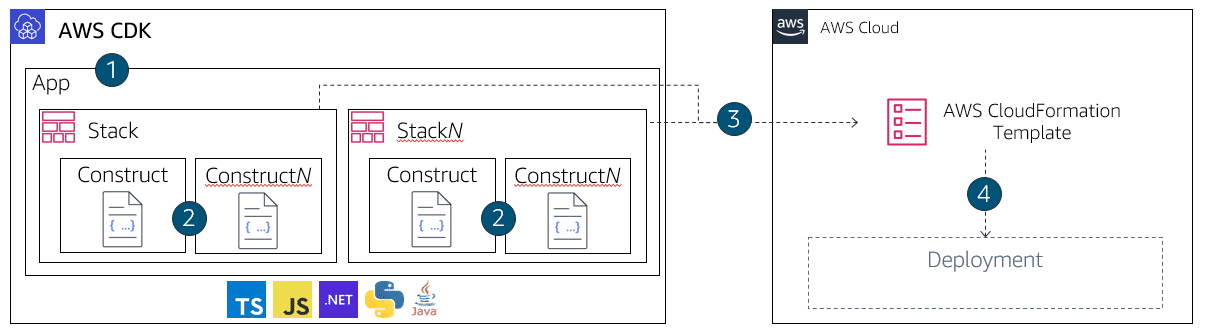 AWS CDK
aws
AWS Cloud
1
App
Stack
StackN
3
AWS CloudFormation
Template
Construct
ConstructN
Construct
ConstructN
{ ...}
2
{ ...}
{ ...}
2
{ ...}
4
Deployment
TS
JS
.NET
Java